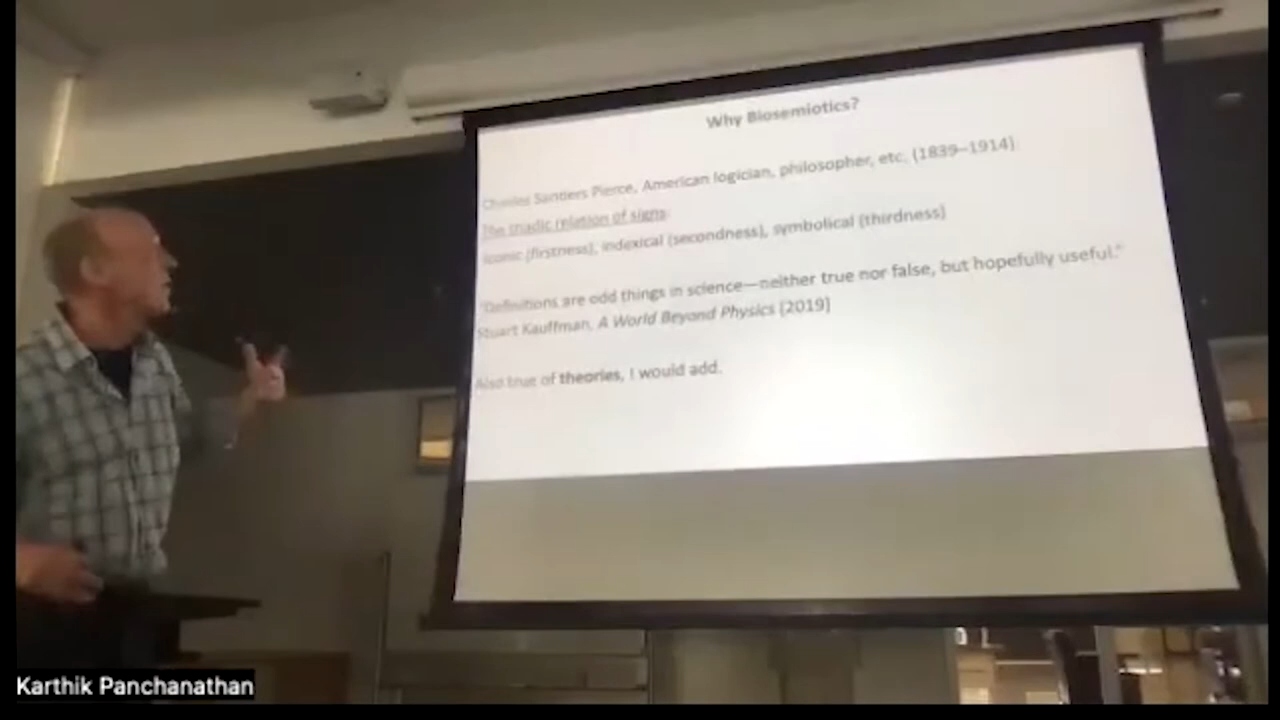 Why Biosemiotics?
Charles Sanders Pierce, American logician, philosopher, etc. (1839–1914):
The triadic relation of signs:
Iconic (firstness), indexical (secondness), symbolical (thirdness)
"Definitions are odd things in science—neither true nor false, but hopefully useful."
Stuart Kauffman, A World Beyond Physics (2019)
Also true of theories, I would add.
Karthik Panchanathan